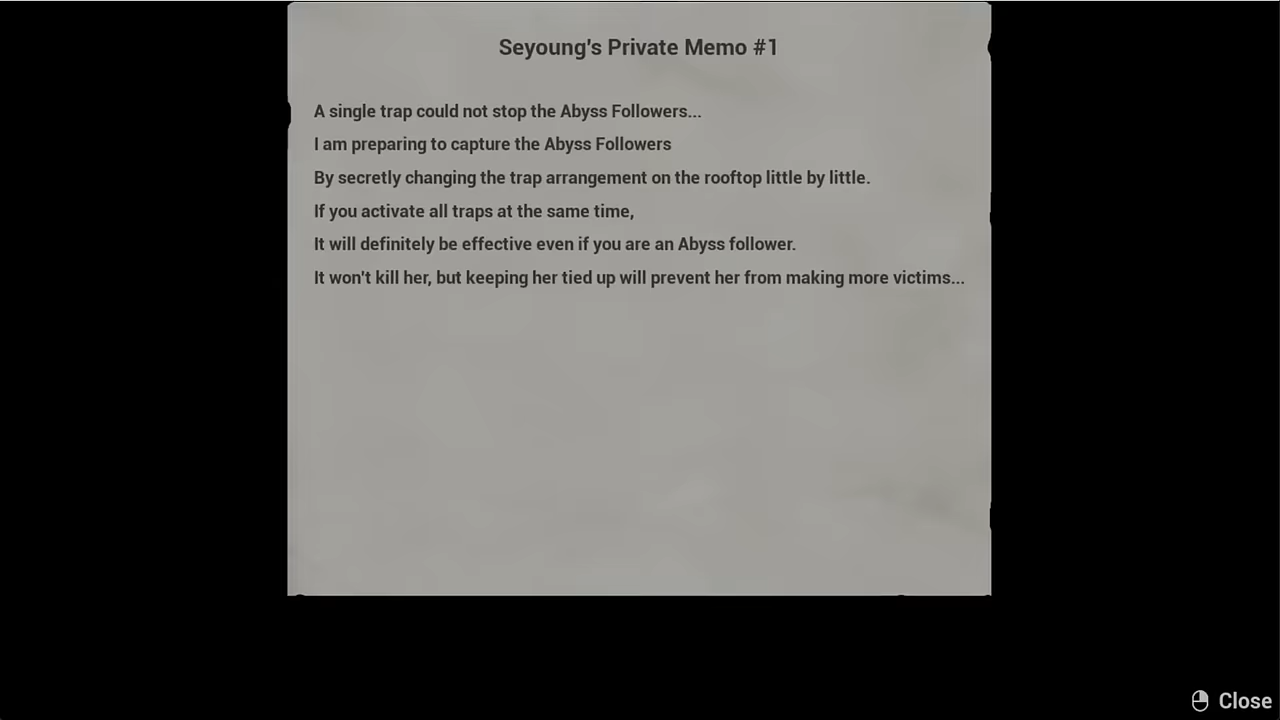 Seyoung's Private Memo #1
A single trap could not stop the Abyss Followers...
I am preparing to capture the Abyss Followers
By secretly changing the trap arrangement on the rooftop little by little.
If you activate all traps at the same time,
It will definitely be effective even if you are an Abyss follower.
It won't kill her, but keeping her tied up will prevent her from making more victims...
Close